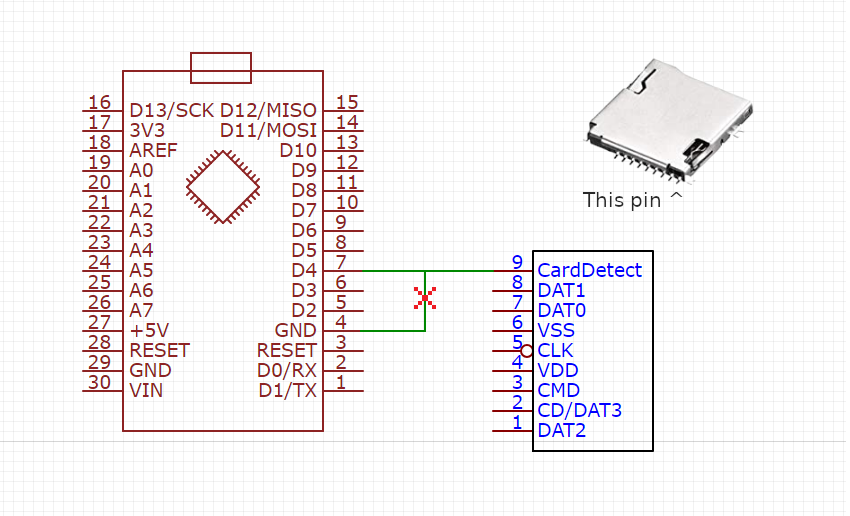 16 D13/SCK D12/MISO 15
17 3V3 D11/MOSI 14
18 AREF D10 13
19 A0 D9 12
20 A1 D8 11
21 A2 D7 10
22 A3 D6 9
23 A4 D5 8
24 A5 D4 7
25 A6 D3 6
26 A7 D2 5
27 +5V GND 4
28 RESET RESET 3
29 GND D0/RX 2
30 VIN D1/TX 1
This pin ^
9 CardDetect
8 DAT1
7 DAT0
6 VSS
5 CLK
4 VDD
3 CMD
2 CD/DAT3
1 DAT2